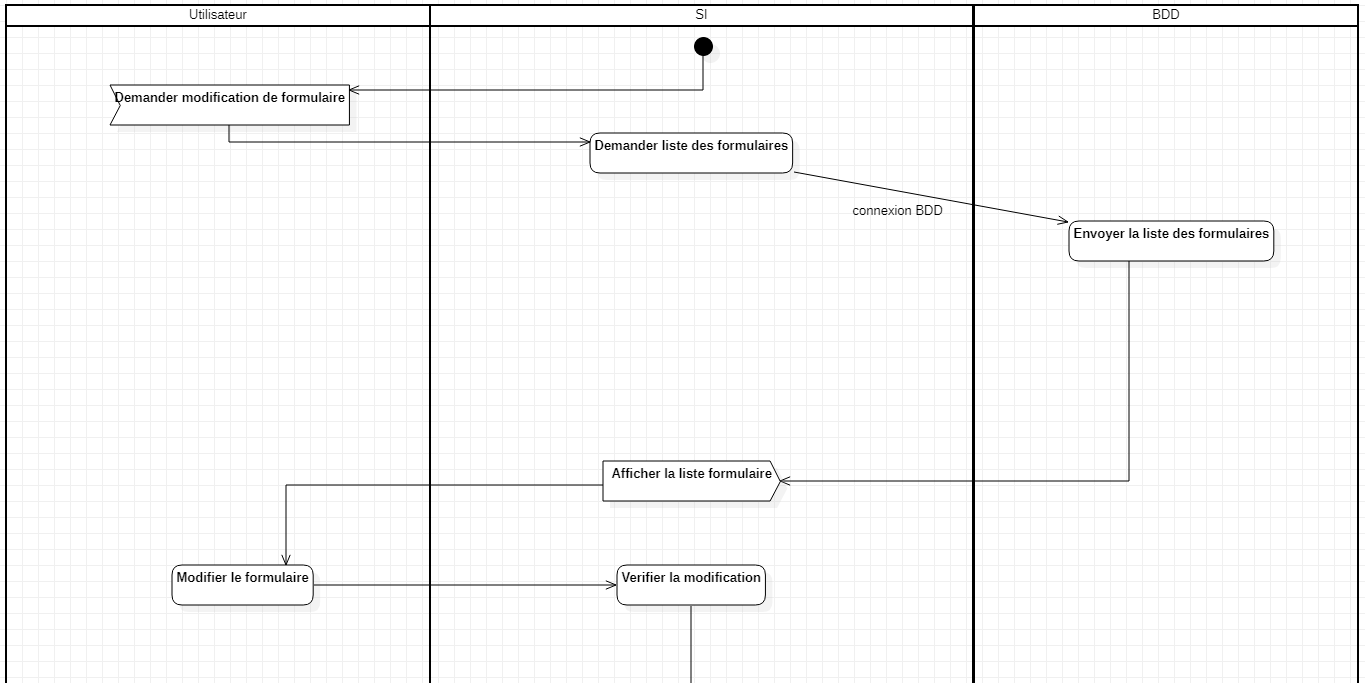 Utilisateur
SI
BDD
Demander modification de formulaire
Demander liste des formulaires
connexion BDD
Envoyer la liste des formulaires
Afficher la liste formulaire
Modifier le formulaire
Verifier la modification